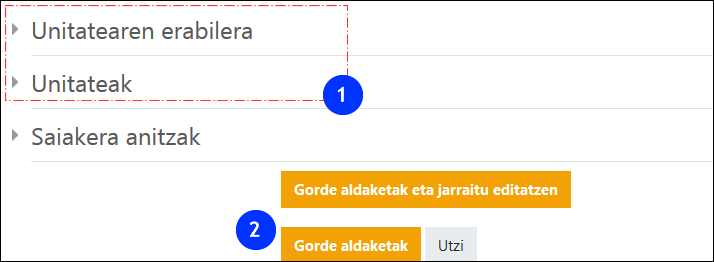 Unitatearen erabilera
Unitateak
1
Saiakera anitzak
Gorde aldaketak eta jarraitu editatzen
2
Gorde aldaketak
Utzi